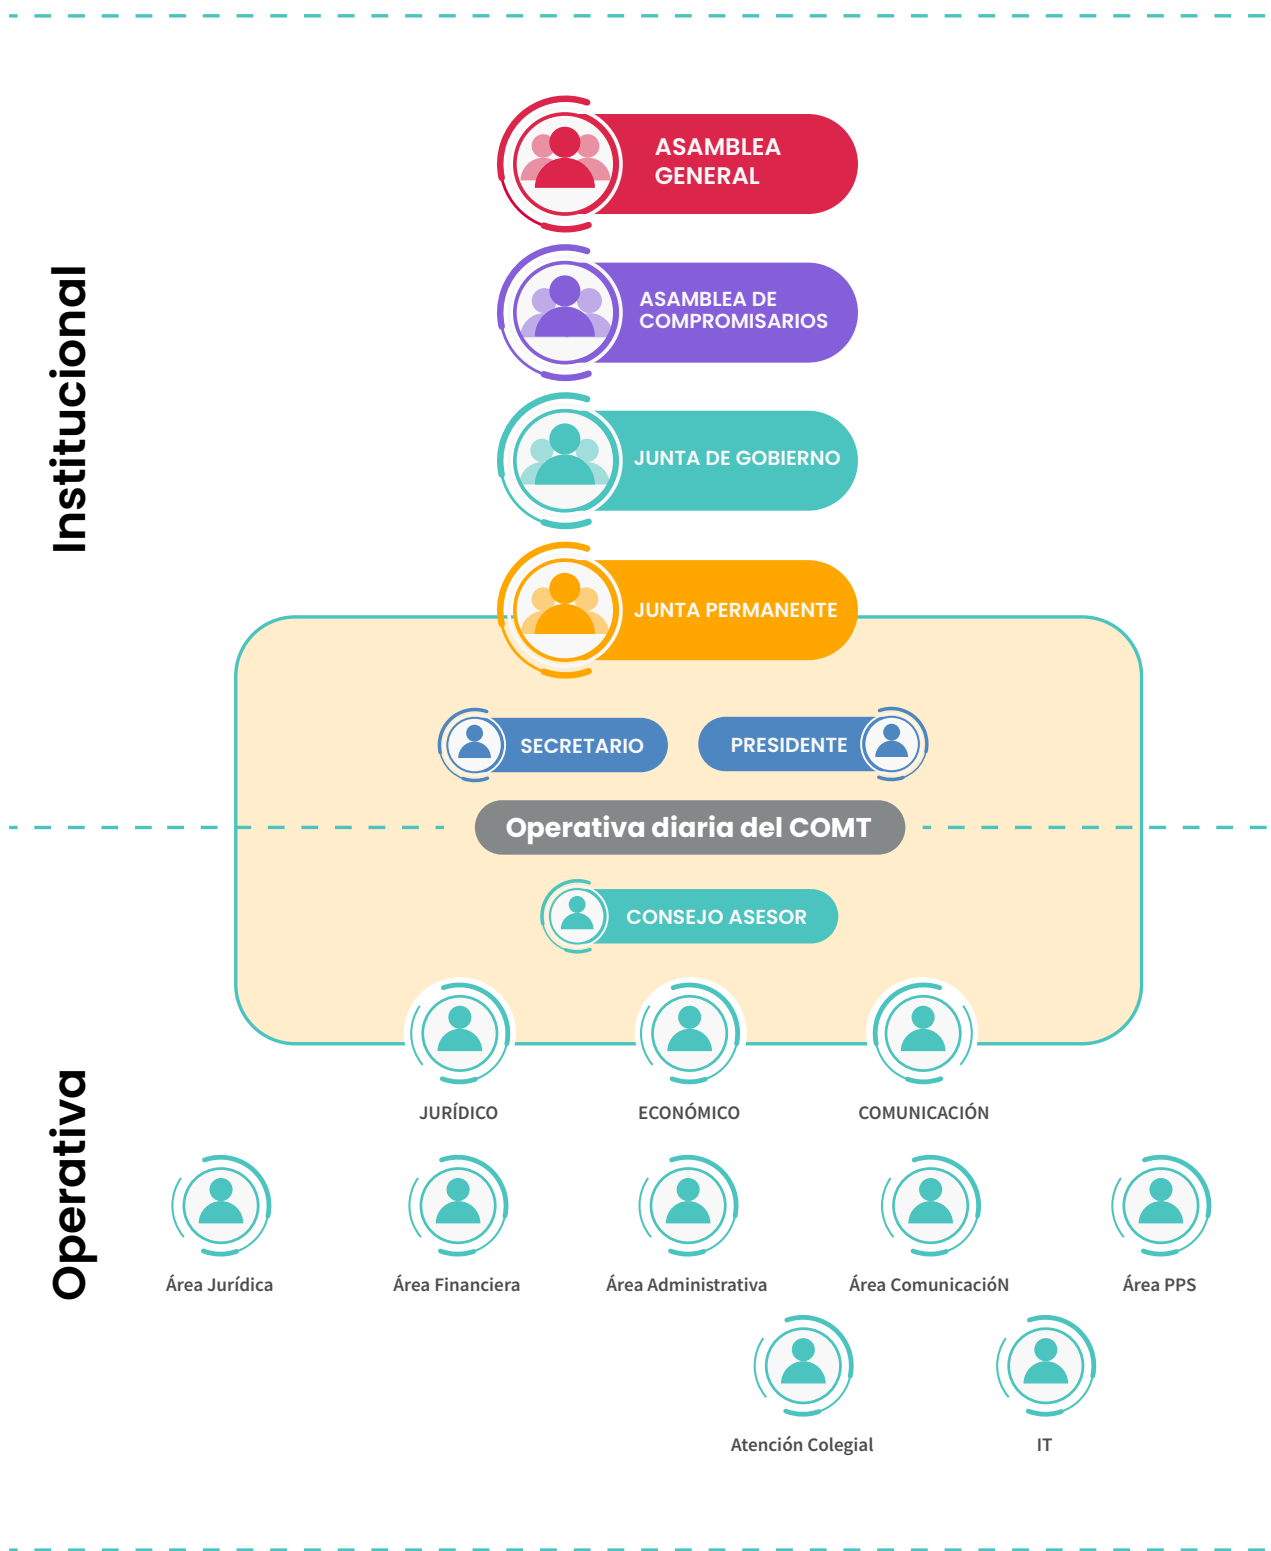 Institucional
ASAMBLEA
GENERAL
ASAMBLEA DE
COMPROMISARIOS
JUNTA DE GOBIERNO
JUNTA PERMANENTE
SECRETARIO
PRESIDENTE
Operativa diaria del COMT
CONSEJO ASESOR
Operativa
JURÍDICO
ECONÓMICO
COMUNICACIÓN
Área Jurídica
Área Financiera
Área Administrativa
Área ComunicacióN
Área PPS
Atención Colegial
IT